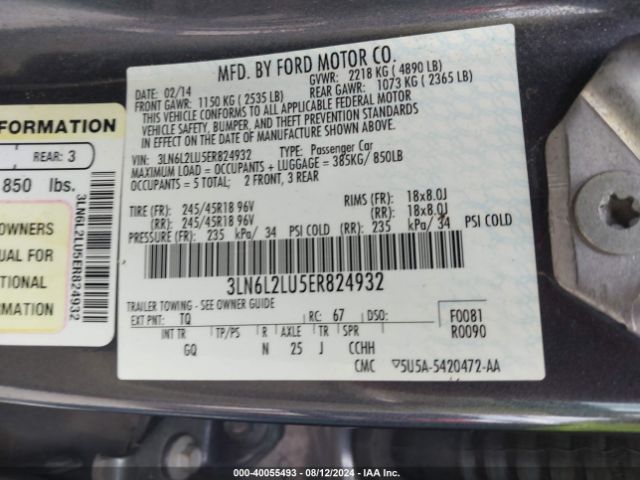 MFD. BY FORD MOTOR CO.
DATE: 02/14
GVWR: 2218 KG ( 4890 LB)
FRONT GAWR: 1150 KG ( 2535 LB)
REAR GAWR: 1073 KG ( 2365 LB)
THIS VEHICLE CONFORMS TO ALL APPLICABLE FEDERAL MOTOR
VEHICLE SAFETY, BUMPER, AND THEFT PREVENTION STANDARDS
IN EFFECT ON THE DATE OF MANUFACTURE SHOWN ABOVE.
VIN: 3LN6L2LU5ER824932 TYPE: Passenger Car
MAXIMUM LOAD = OCCUPANTS + LUGGAGE = 385KG/ 850LB
OCCUPANTS = 5 TOTAL; 2 FRONT, 3 REAR
TIRE (FR): 245/45R18 96V RIMS (FR): 18x8.0J
(RR): 245/45R18 96V (RR): 18x8.0J
PRESSURE (FR): 235 kPa/ 34 PSI COLD (RR): 235 kPa/ 34 PSI COLD
3LN6L2LU5ER824932
TRAILER TOWING - SEE OWNER GUIDE
EXT PNT: TQ RC: 67 DSO: F0081
R0090
INT TR TP/PS R AXLE TR SPR
GQ N 25 J CCHH
CMC 5U5A-5420472-AA
FORMATION
REAR: 3
850 lbs.
OWNERS
UAL FOR
TIONAL
MATION
3LN6L2LU5ER824932
000-40055493 - 08/12/2024 - IAA Inc.